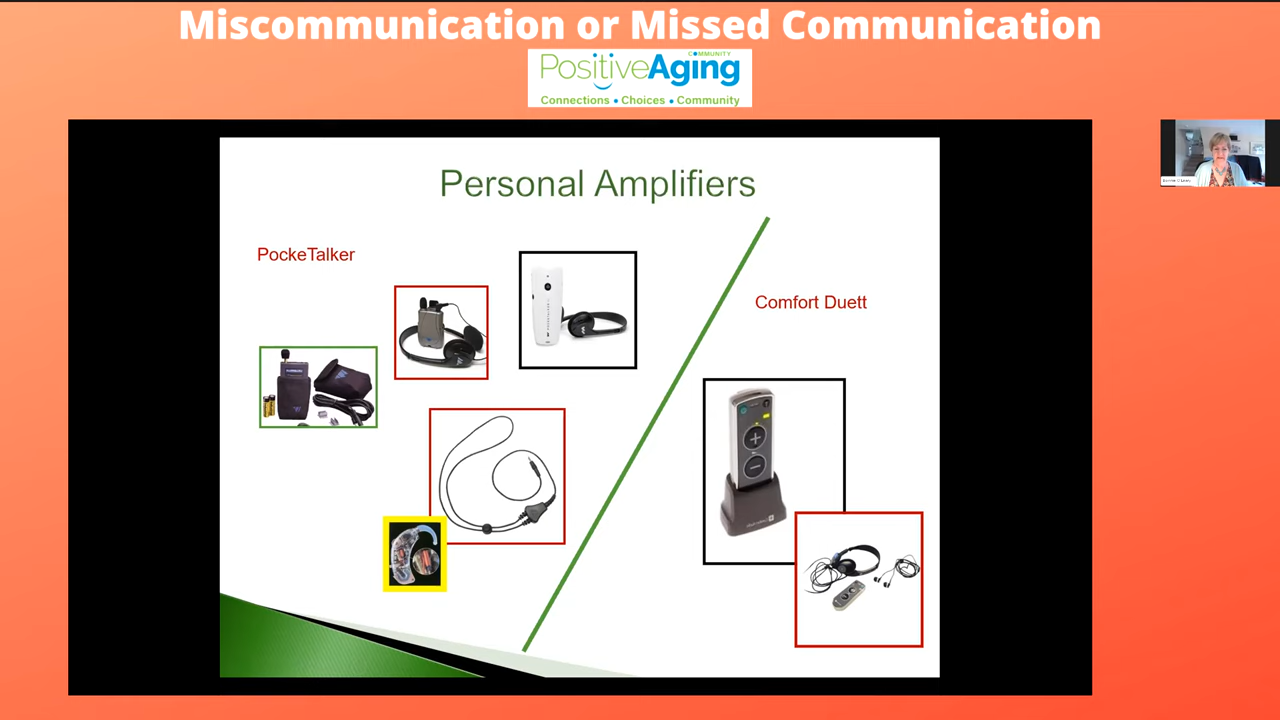 Miscommunication or Missed Communication
COMMUNITY
PositiveAging
Connections • Choices • Community
Personal Amplifiers
PockeTalker
Comfort Duett